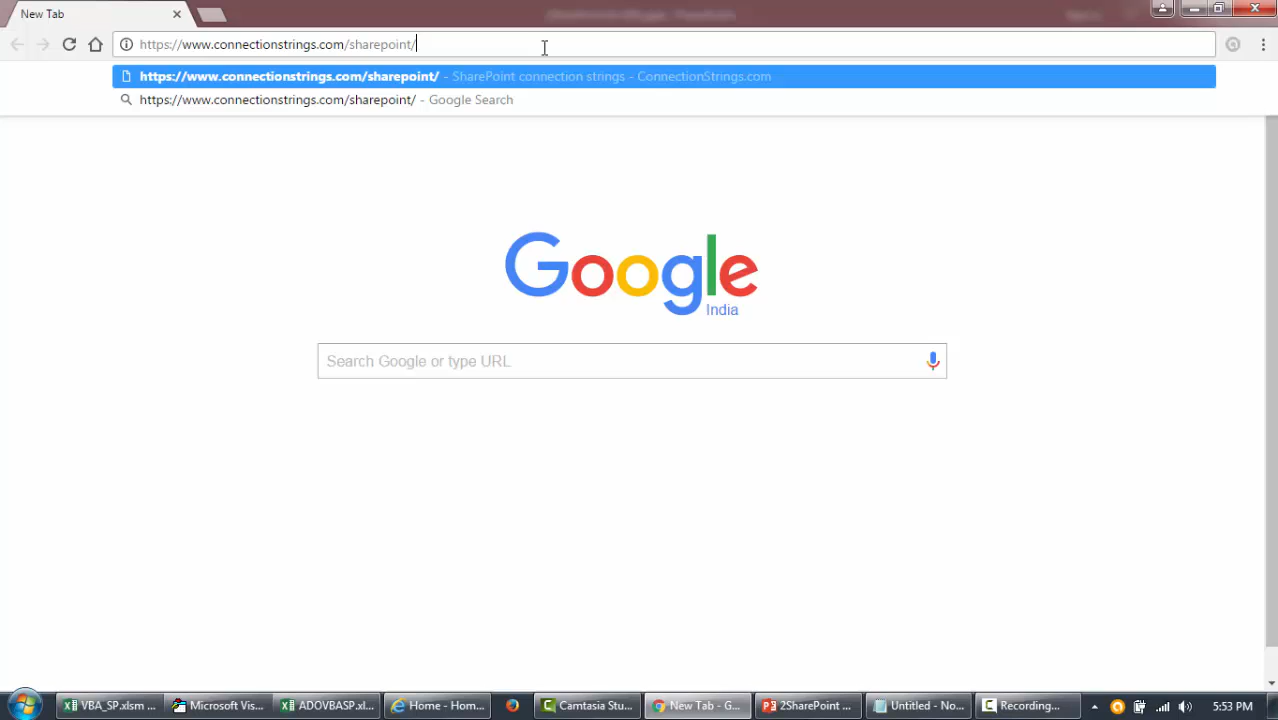 New Tab
https://www.connectionstrings.com/sharepoint/
https://www.connectionstrings.com/sharepoint/ - SharePoint connection strings - ConnectionStrings.com
https://www.connectionstrings.com/sharepoint/ - Google Search
Google
India
Search Google or type URL
VBA_SP.xlsm ...
Microsoft Vis...
ADOVBASP.xl...
Home - Hom...
Camtasia Stu...
New Tab - G...
2SharePoint ...
Untitled - No...
Recording...
5:53 PM